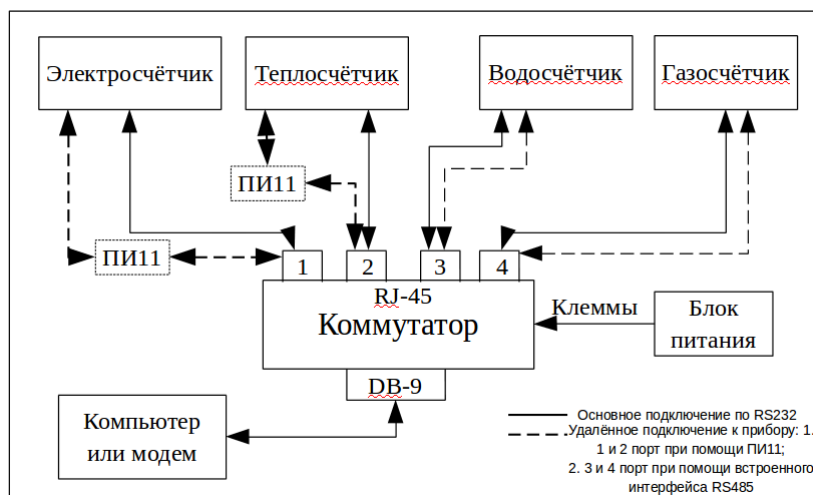 Электросчётчик
Теплосчётчик
Водосчётчик
Газосчётчик
ПИ11
ПИ11
1
2
3
4
RJ-45
Коммутатор
Клеммы
Блок
питания
DB-9
Компьютер
или модем
Основное подключение по RS232
Удалённое подключение к прибору: 1.
1 и 2 порт при помощи ПИ11;
2. 3 и 4 порт при помощи встроенного
интерфейса RS485